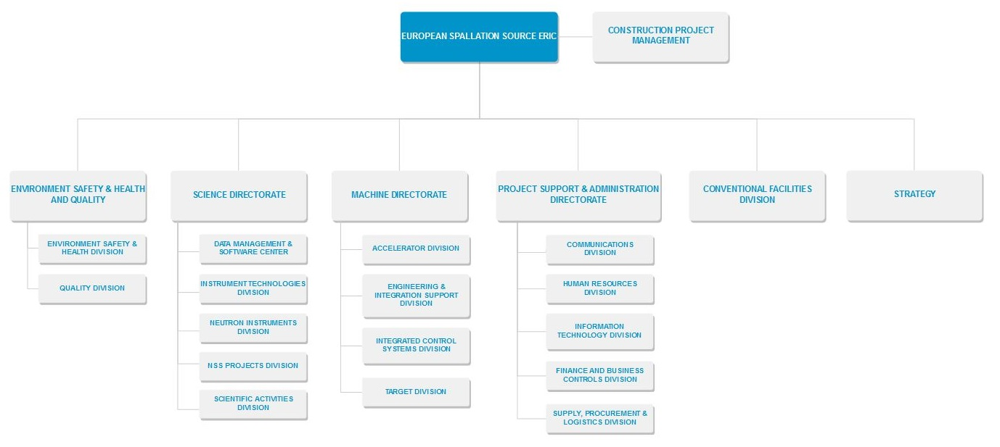 EUROPEAN SPALLATION SOURCE ERIC
CONSTRUCTION PROJECT
MANAGEMENT
ENVIRONMENT SAFETY & HEALTH
AND QUALITY
ENVIRONMENT SAFETY &
HEALTH DIVISION
QUALITY DIVISION
SCIENCE DIRECTORATE
DATA MANAGEMENT &
SOFTWARE CENTER
INSTRUMENT TECHNOLOGIES
DIVISION
NEUTRON INSTRUMENTS
DIVISION
NSS PROJECTS DIVISION
SCIENTIFIC ACTIVITIES
DIVISION
MACHINE DIRECTORATE
ACCELERATOR DIVISION
ENGINEERING &
INTEGRATION SUPPORT
DIVISION
INTEGRATED CONTROL
SYSTEMS DIVISION
TARGET DIVISION
PROJECT SUPPORT & ADMINISTRATION
DIRECTORATE
COMMUNICATIONS
DIVISION
HUMAN RESOURCES
DIVISION
INFORMATION
TECHNOLOGY DIVISION
FINANCE AND BUSINESS
CONTROLS DIVISION
SUPPLY, PROCUREMENT &
LOGISTICS DIVISION
CONVENTIONAL FACILITIES
DIVISION
STRATEGY